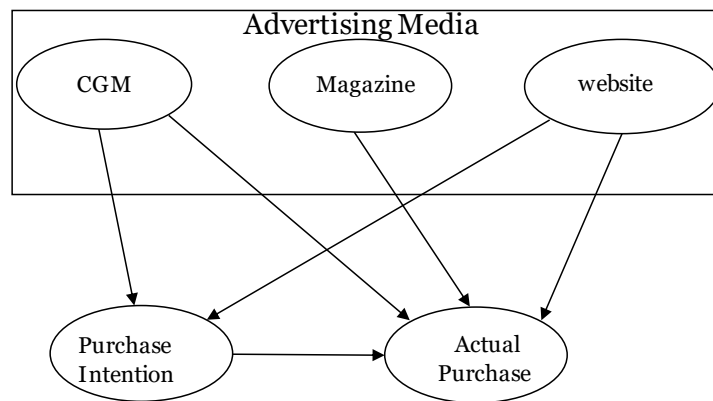 Advertising Media
CGM
Magazine
website
Purchase
Intention
Actual
Purchase